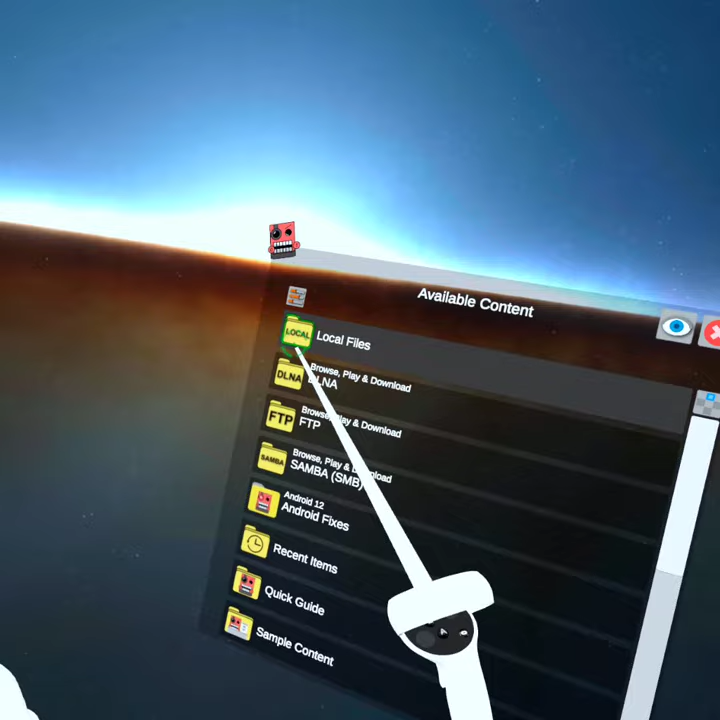 Available Content
LOCAL
Local Files
Browse, Play & Download
DLNA
DLNA
Browse, Play & Download
FTP
FTP
Browse, Play & Download
SAMBA
SAMBA (SMB)
Android 12
Android Fixes
Recent Items
Quick Guide
Sample Content
A